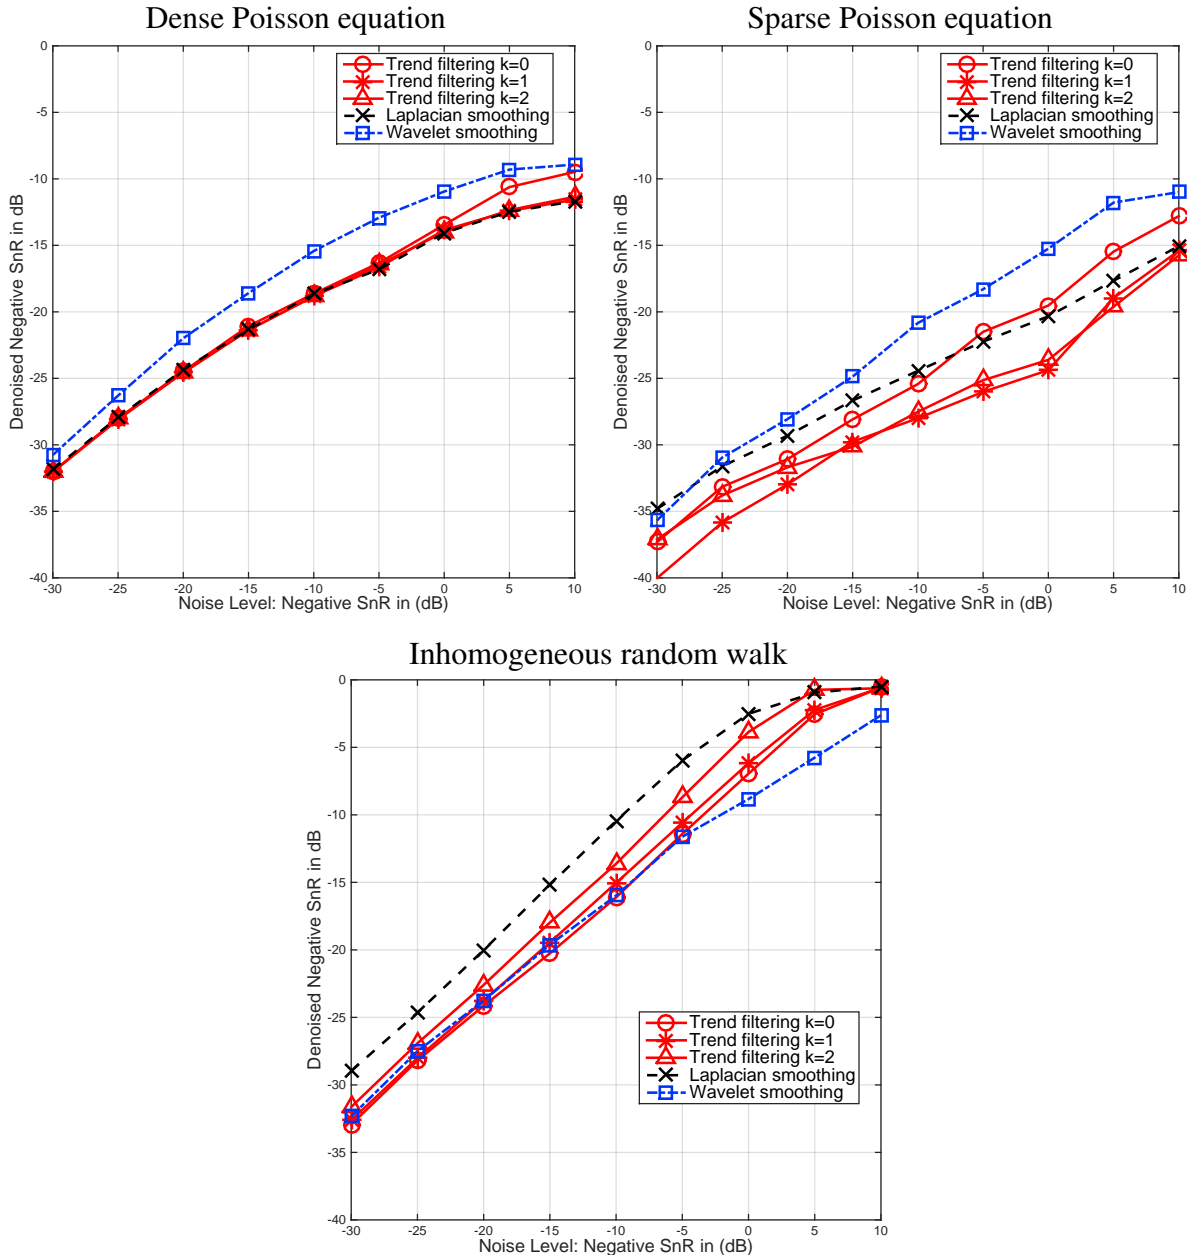 Dense Poisson equation
0
-5
-10
-15
-20
-25
-30
-35
-40
-30 -25 -20 -15 -10 -5 0 5 10
Denoised Negative SnR in dB
Noise Level: Negative SnR in (dB)
Trend filtering k=0
Trend filtering k=1
Trend filtering k=2
Laplacian smoothing
Wavelet smoothing
Sparse Poisson equation
0
-5
-10
-15
-20
-25
-30
-35
-40
-30 -25 -20 -15 -10 -5 0 5 10
Denoised Negative SnR in dB
Noise Level: Negative SnR in (dB)
Trend filtering k=0
Trend filtering k=1
Trend filtering k=2
Laplacian smoothing
Wavelet smoothing
Inhomogeneous random walk
0
-5
-10
-15
-20
-25
-30
-35
-40
-30 -25 -20 -15 -10 -5 0 5 10
Denoised Negative SnR in dB
Noise Level: Negative SnR in (dB)
Trend filtering k=0
Trend filtering k=1
Trend filtering k=2
Laplacian smoothing
Wavelet smoothing